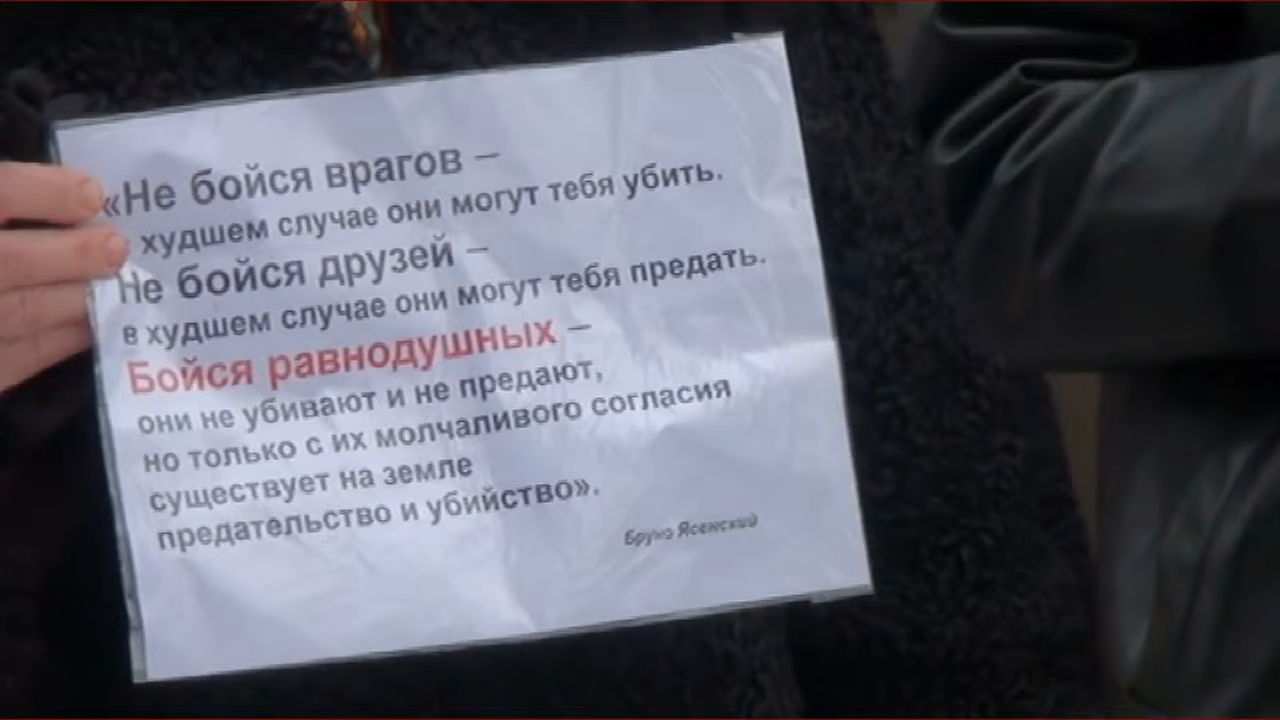 «Не бойся врагов –
в худшем случае они могут тебя убить.
Не бойся друзей –
в худшем случае они могут тебя предать.
Бойся равнодушных –
они не убивают и не предают,
но только с их молчаливого согласия
существует на земле
предательство и убийство».
Бруно Ясенский